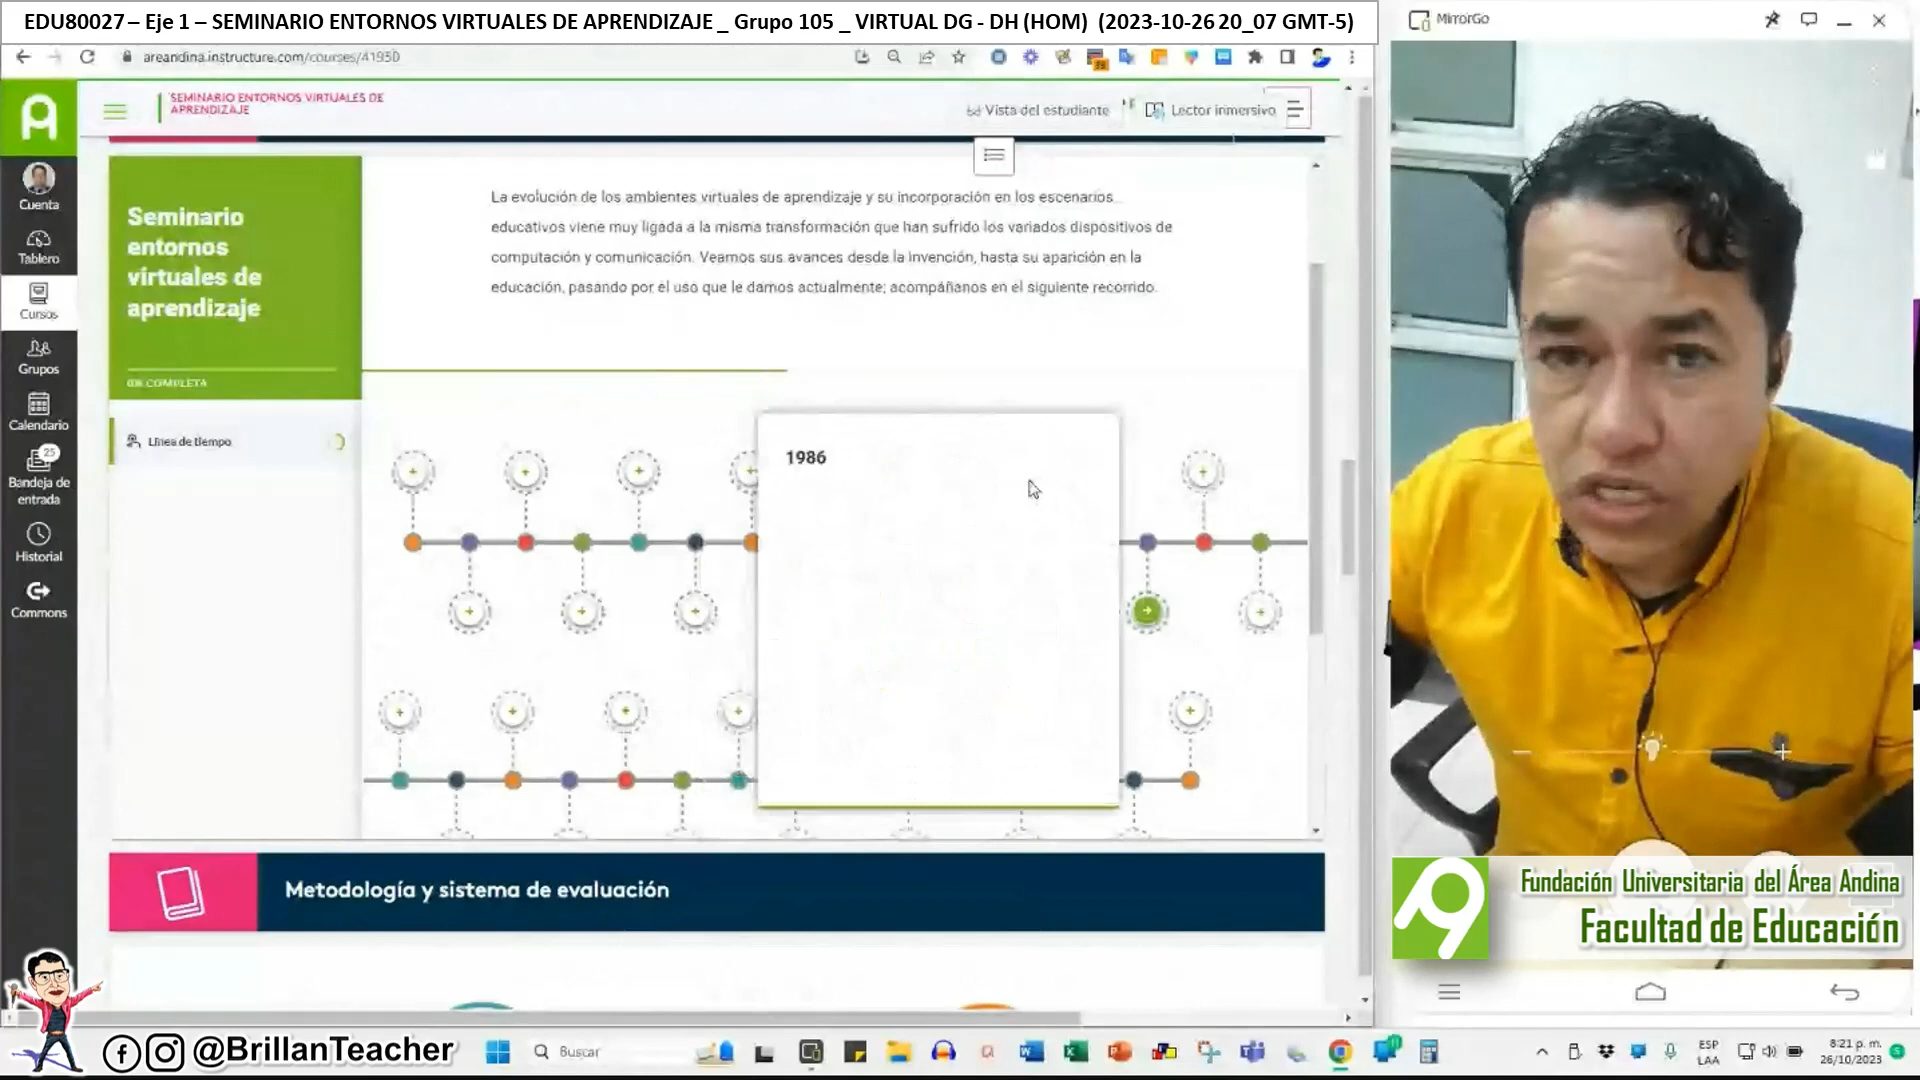 EDU80027 – Eje 1 – SEMINARIO ENTORNOS VIRTUALES DE APRENDIZAJE _ Grupo 105 _ VIRTUAL DG - DH (HOM) (2023-10-26 20_07 GMT-5)
MirrorGo
areandina.instructure.com/courses/41930
SEMINARIO ENTORNOS VIRTUALES DE
APRENDIZAJE
Vista del estudiante
Lector inmersivo
Cuenta
Tablero
Cursos
Grupos
Calendario
25
Bandeja de
entrada
Historial
Commons
Seminario
entornos
virtuales de
aprendizaje
COMPLETA
Línea de tiempo
La evolución de los ambientes virtuales de aprendizaje y su incorporación en los escenarios
educativos viene muy ligada a la misma transformación que han sufrido los variados dispositivos de
computación y comunicación. Veamos sus avances desde la invención, hasta su aparición en la
educación, pasando por el uso que le damos actualmente; acompáñanos en el siguiente recorrido.
1986
Metodología y sistema de evaluación
Fundación Universitaria del Área Andina
Facultad de Educación
@BrillanTeacher
Buscar
ESP
LAA
8:21 p. m.
26/10/2023